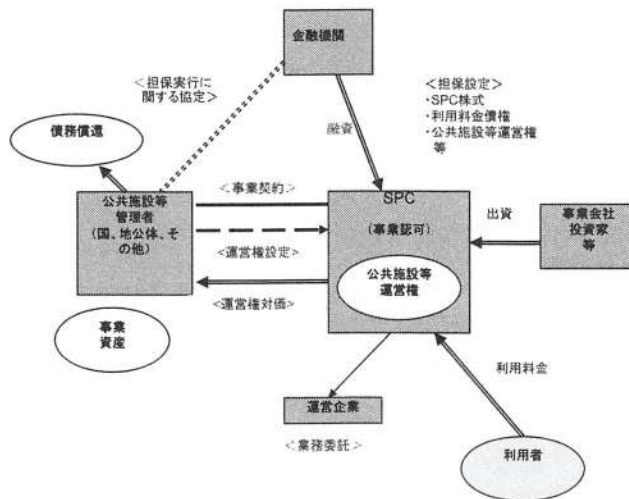 金融機関
＜担保実行に
関する協定＞
＜担保設定＞
・SPC株式
・利用料金債権
・公共施設等運営権
等
融資
債務償還
公共施設等
管理者
（国、地公体、そ
の他）
＜事業契約＞
＜運営権設定＞
＜運営権対価＞
SPC
（事業認可）
公共施設等
運営権
出資
事業会社
投資家
等
事業
資産
利用料金
運営企業
＜業務委託＞
利用者